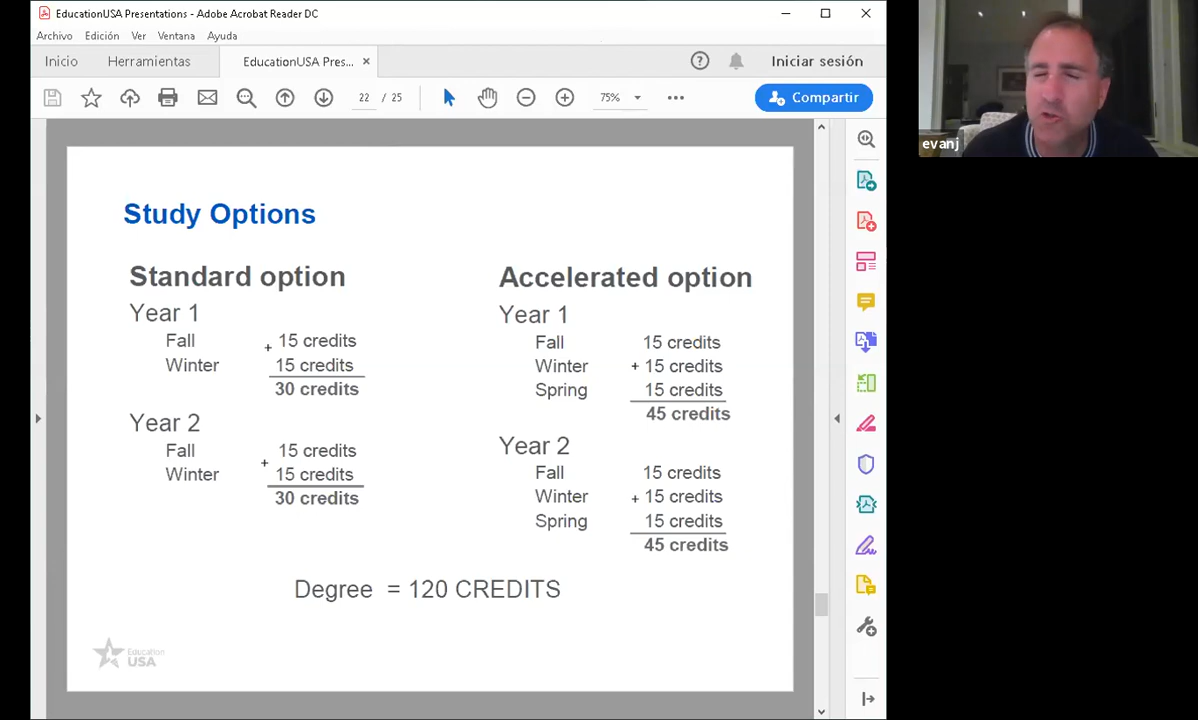 EducationUSA Presentations - Adobe Acrobat Reader DC
Archivo Edición Ver Ventana Ayuda
Inicio Herramientas EducationUSA Pres... × Iniciar sesión
22 / 25 75% Compartir
evanj
Study Options
Standard option
Year 1
Fall 15 credits
Winter + 15 credits
30 credits
Year 2
Fall 15 credits
Winter + 15 credits
30 credits
Accelerated option
Year 1
Fall 15 credits
Winter + 15 credits
Spring 15 credits
45 credits
Year 2
Fall 15 credits
Winter + 15 credits
Spring 15 credits
45 credits
Degree = 120 CREDITS
Education
USA